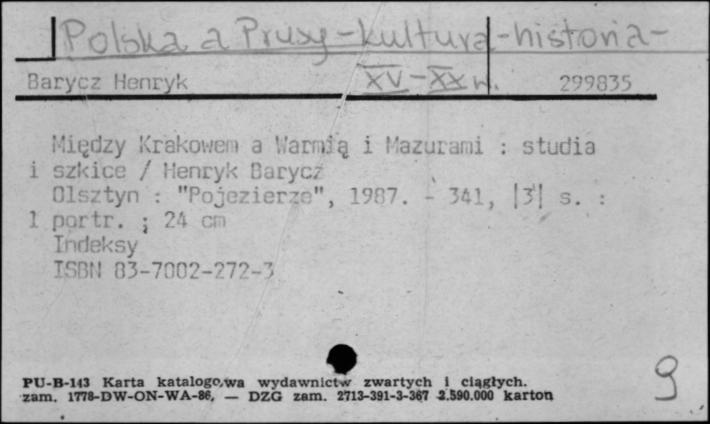 Polska a Prusy - kultura - historia -
XV - XX w.
Barycz Henryk 299835
Między Krakowem a Warmią i Mazurami : studia
i szkice / Henryk Barycz
Olsztyn : "Pojezierze", 1987. - 341, |3| s. :
1 portr. ; 24 cm
Indeksy
ISBN 83-7002-272-3
PU-B-143 Karta katalogowa wydawnictw zwartych i ciągłych.
zam. 1778-DW-ON-WA-86. — DZG zam. 2713-391-3-367 2.590.000 karton
9